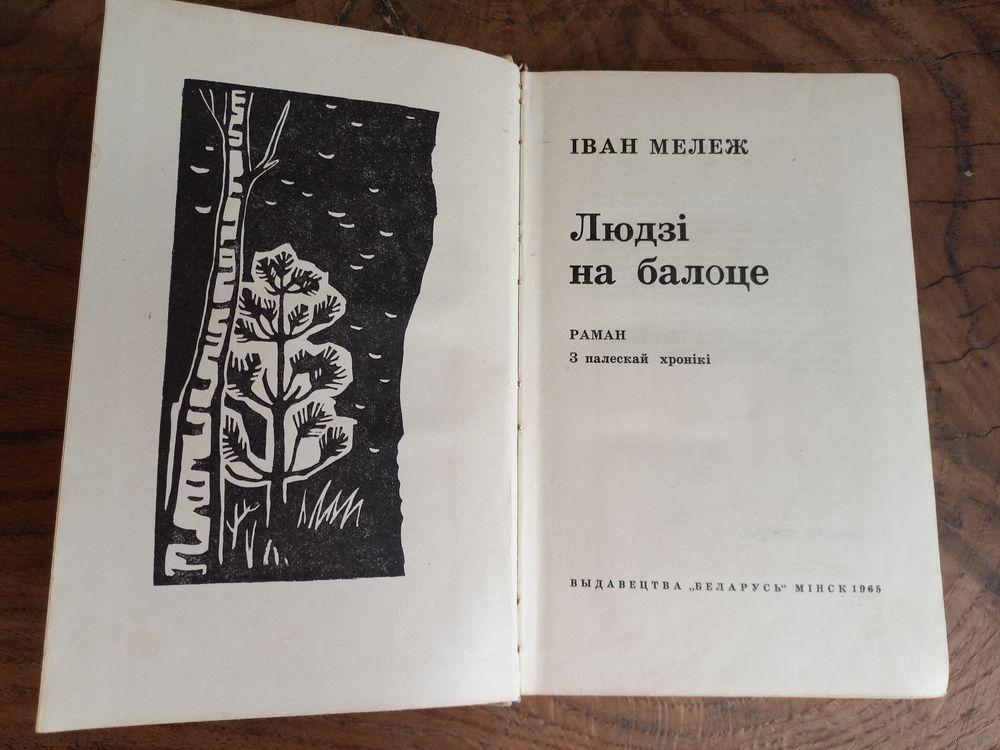 ІВАН МЕЛЕЖ
Людзі
на балоце
РАМАН
З палескай хронікі
ВЫДАВЕЦТВА „БЕЛАРУСЬ“ МІНСК 1965